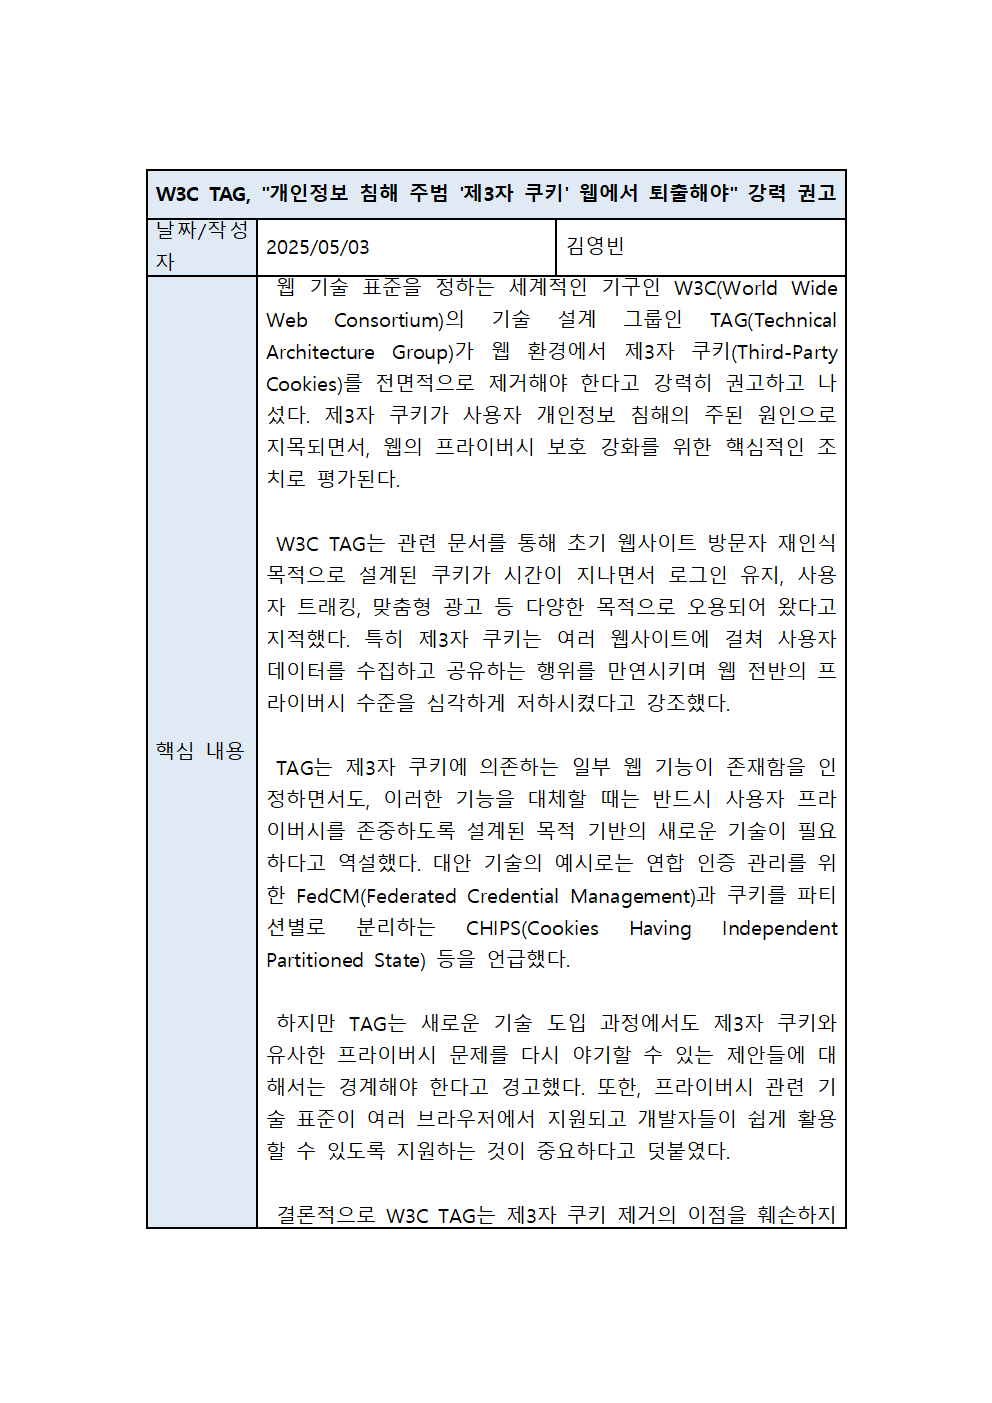 W3C TAG, "개인정보 침해 주범 '제3자 쿠키' 웹에서 퇴출해야" 강력 권고
날짜/작성
자
2025/05/03
김영빈
핵심 내용
웹 기술 표준을 정하는 세계적인 기구인 W3C(World Wide
Web Consortium)의 기술 설계 그룹인 TAG(Technical
Architecture Group)가 웹 환경에서 제3자 쿠키(Third-Party
Cookies)를 전면적으로 제거해야 한다고 강력히 권고하고 나
섰다. 제3자 쿠키가 사용자 개인정보 침해의 주된 원인으로
지목되면서, 웹의 프라이버시 보호 강화를 위한 핵심적인 조
치로 평가된다.
W3C TAG는 관련 문서를 통해 초기 웹사이트 방문자 재인식
목적으로 설계된 쿠키가 시간이 지나면서 로그인 유지, 사용
자 트래킹, 맞춤형 광고 등 다양한 목적으로 오용되어 왔다고
지적했다. 특히 제3자 쿠키는 여러 웹사이트에 걸쳐 사용자
데이터를 수집하고 공유하는 행위를 만연시키며 웹 전반의 프
라이버시 수준을 심각하게 저하시켰다고 강조했다.
TAG는 제3자 쿠키에 의존하는 일부 웹 기능이 존재함을 인
정하면서도, 이러한 기능을 대체할 때는 반드시 사용자 프라
이버시를 존중하도록 설계된 목적 기반의 새로운 기술이 필요
하다고 역설했다. 대안 기술의 예시로는 연합 인증 관리를 위
한 FedCM(Federated Credential Management)과 쿠키를 파티
션별로 분리하는 CHIPS(Cookies Having Independent
Partitioned State) 등을 언급했다.
하지만 TAG는 새로운 기술 도입 과정에서도 제3자 쿠키와
유사한 프라이버시 문제를 다시 야기할 수 있는 제안들에 대
해서는 경계해야 한다고 경고했다. 또한, 프라이버시 관련 기
술 표준이 여러 브라우저에서 지원되고 개발자들이 쉽게 활용
할 수 있도록 지원하는 것이 중요하다고 덧붙였다.
결론적으로 W3C TAG는 제3자 쿠키 제거의 이점을 훼손하지